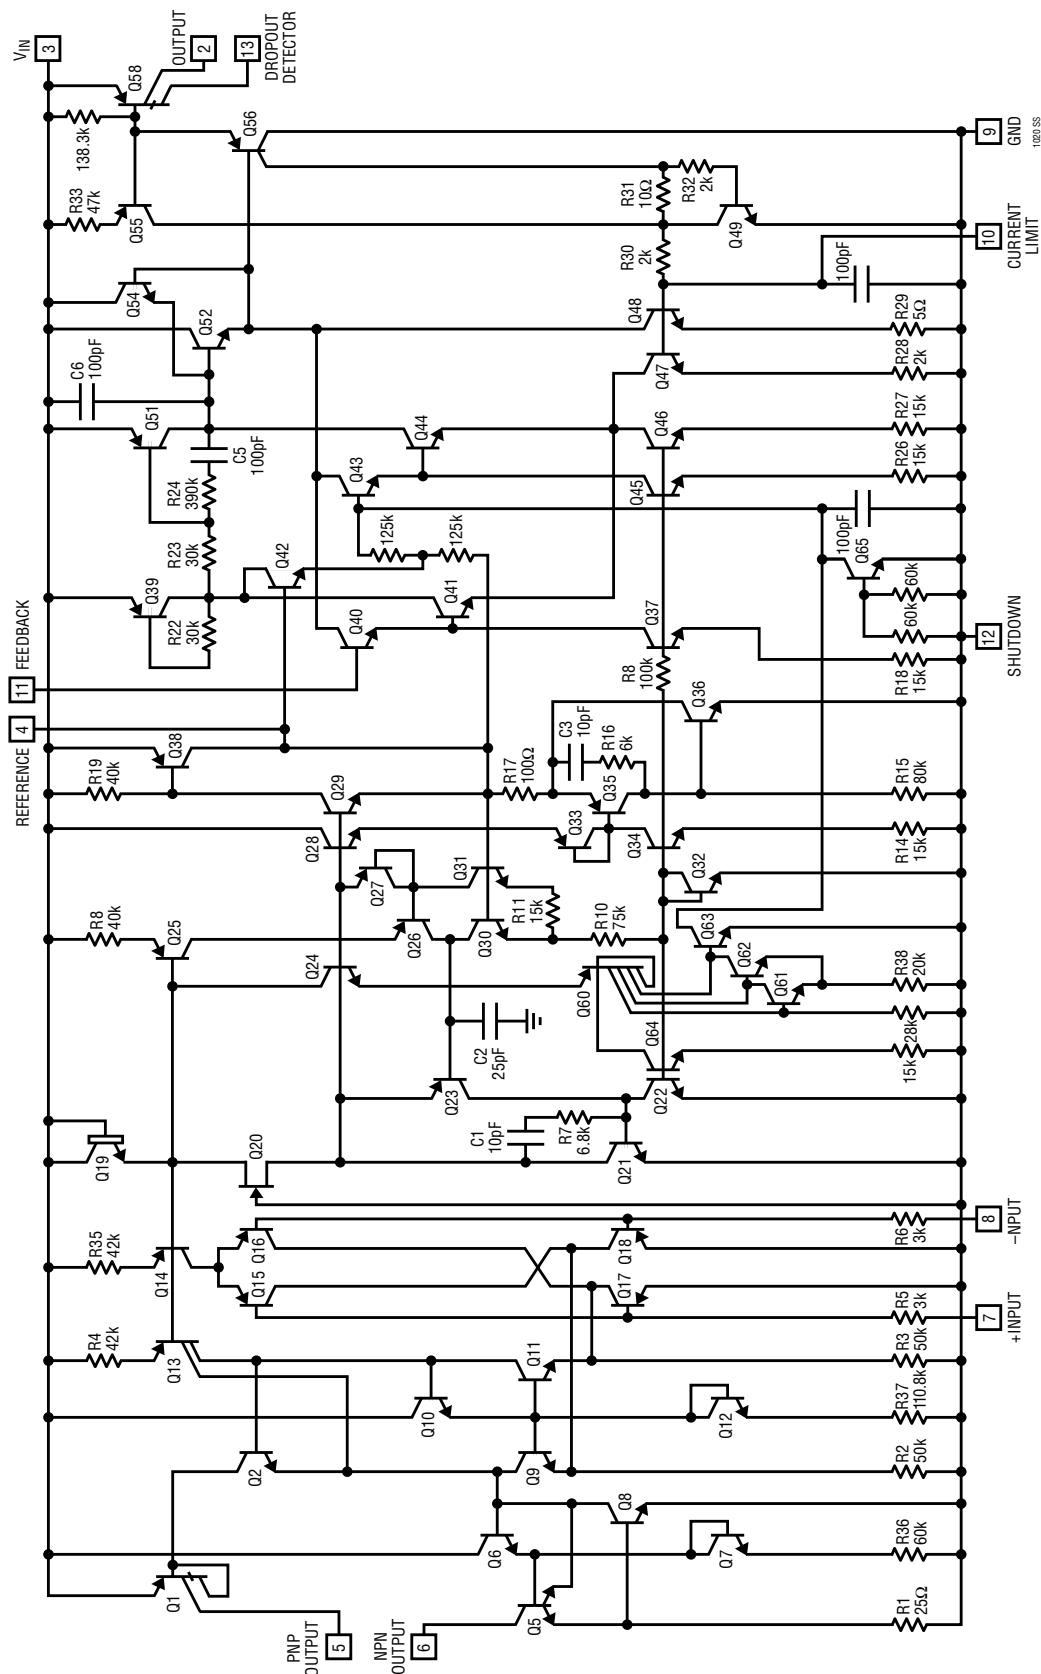 VIN
3
OUTPUT
2
13
DROPOUT
DETECTOR
138.3k
Q58
Q56
R33
47k
Q55
R31
10Ω
R32
2k
Q49
9
GND
1020 SS
R30
2k
10
CURRENT
LIMIT
100pF
Q54
Q52
Q48
R29
5Ω
C6
100pF
Q47
R28
2k
Q51
C5
100pF
Q44
Q46
R27
15k
R24
390k
Q43
Q45
R26
15k
R23
30k
125k
125k
100pF
Q65
Q39
Q42
60k
R22
30k
Q41
60k
12
SHUTDOWN
11
FEEDBACK
Q40
Q37
R8
100k
R18
15k
4
REFERENCE
Q38
Q36
C3
10pF
R16
6k
R19
40k
Q29
R17
100Ω
Q35
R15
80k
Q28
Q33
Q34
R14
15k
Q27
Q31
Q32
R11
15k
R8
40k
Q25
Q26
Q30
R10
75k
Q63
Q24
Q62
Q60
Q61
R38
20k
C2
25pF
Q64
28k
15k
Q23
Q22
Q19
Q20
C1
10pF
R7
6.8k
Q21
R35
42k
Q14
Q16
Q15
Q18
Q17
R6
3k
8
–NPUT
R5
3k
7
+INPUT
R4
42k
Q13
Q11
R3
50k
Q10
Q12
R37
110.8k
Q2
Q9
R2
50k
Q8
Q6
Q7
R36
60k
Q1
Q5
R1
25Ω
PNP
OUTPUT
5
NPN
OUTPUT
6